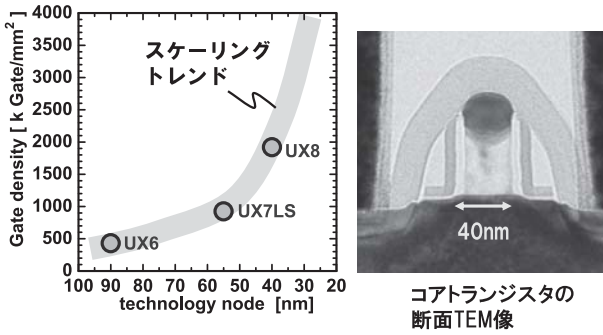 Gate density [ k Gate/mm²]
4000
3500
3000
2500
2000
1500
1000
500
0
スケーリング
トレンド
UX8
UX7LS
UX6
100 90 80 70 60 50 40 30 20
technology node [nm]
40nm
コアトランジスタの
断面TEM像